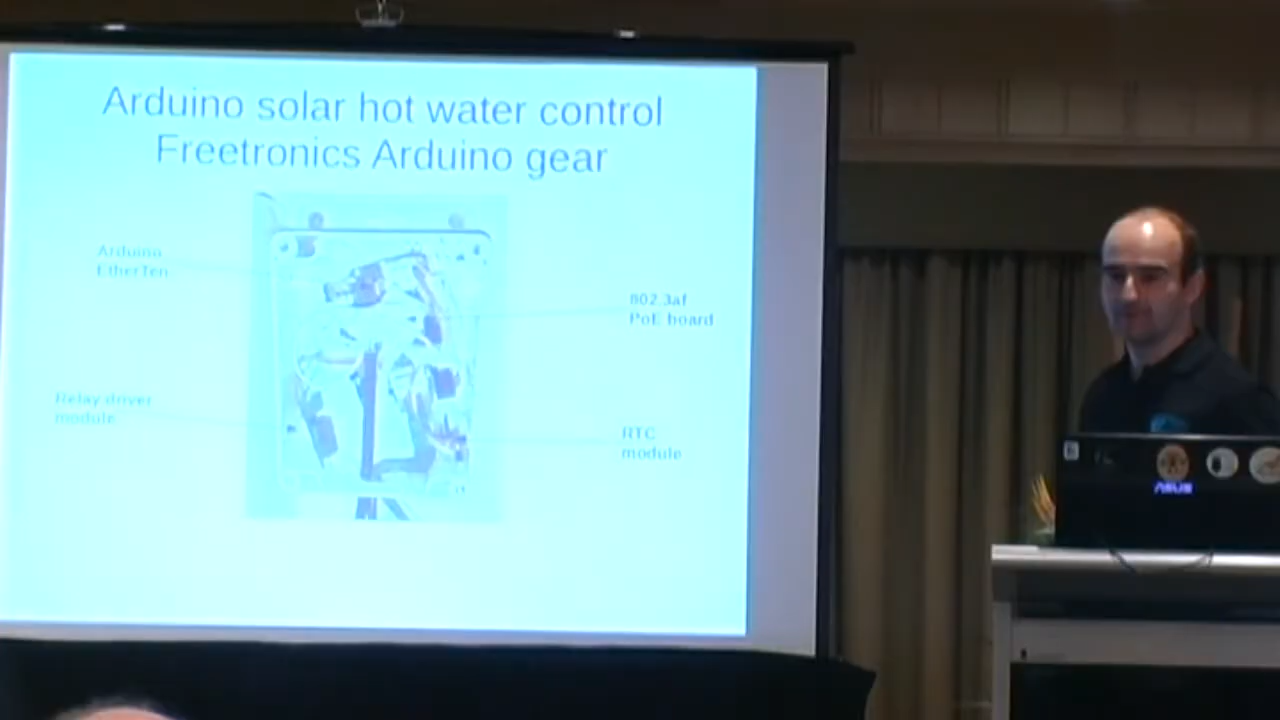 Arduino solar hot water control
Freetronics Arduino gear
Arduino
EtherTen
802.3af
PoE board
Relay driver
module
RTC
module
ASUS